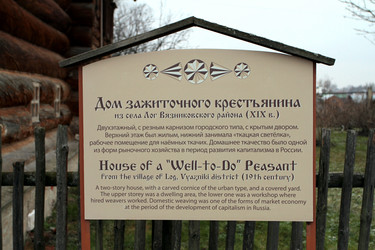 Дом зажиточного крестьянина
из села Лог Вязниковского района (XIX в.)
Двухэтажный, с резным карнизом городского типа, с крытым двором.
Верхний этаж был жилым, нижний занимала "ткацкая светёлка",
рабочее помещение для наёмных ткачих. Домашнее ткачество было одной
из форм рыночного хозяйства в период развития капитализма в России.
House of a "Well-to-Do" Peasant
from the village of Log, Vyazniki district (19th century)
A two-story house, with a carved cornice of the urban type, and a covered yard.
The upper storey was a dwelling area, the lower one was a workshop where
hired weavers worked. Domestic weaving was one of the forms of market economy
at the period of the development of capitalism in Russia.